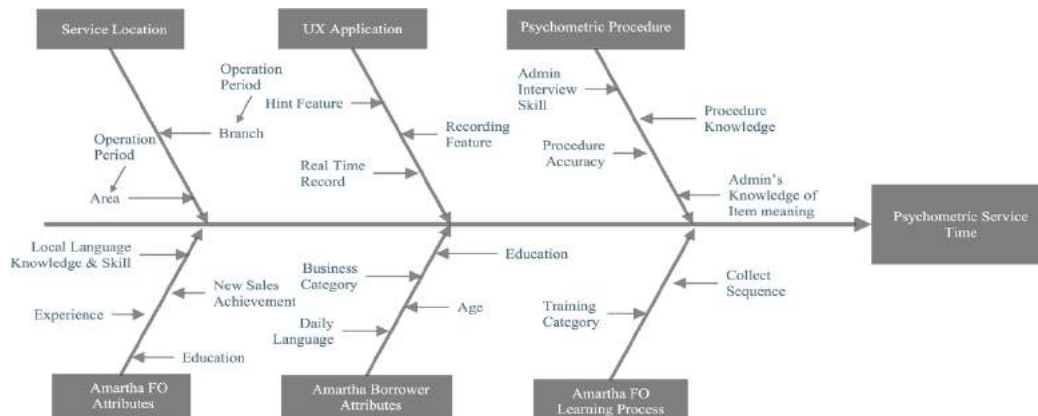 Service Location
UX Application
Psychometric Procedure
Operation
Period
Branch
Operation
Period
Area
Hint Feature
Recording
Feature
Real Time
Record
Admin
Interview
Skill
Procedure
Knowledge
Procedure
Accuracy
Admin's
Knowledge of
Item meaning
Psychometric Service
Time
Local Language
Knowledge & Skill
New Sales
Achievement
Experience
Education
Education
Business
Category
Age
Daily
Language
Collect
Sequence
Training
Category
Amartha FO
Attributes
Amartha Borrower
Attributes
Amartha FO
Learning Process